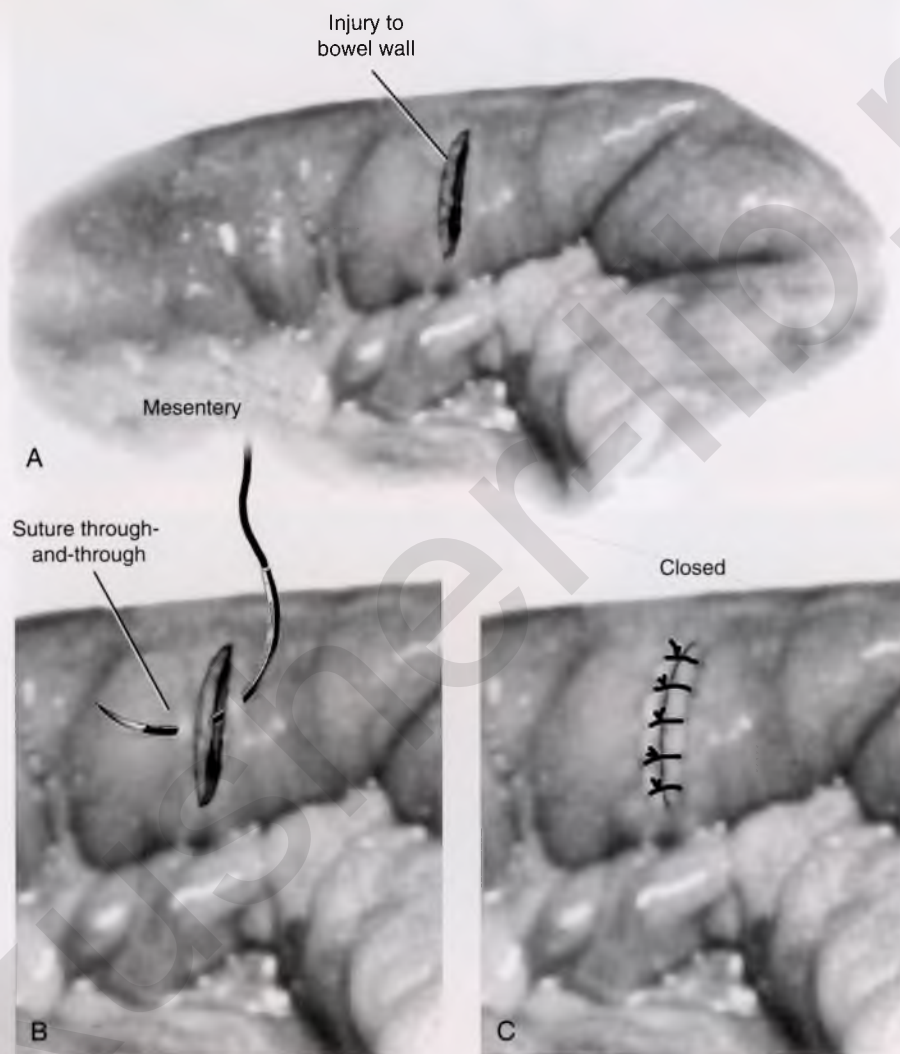 Injury to
bowel wall
Mesentery
A
Suture through-
and-through
Closed
B
C